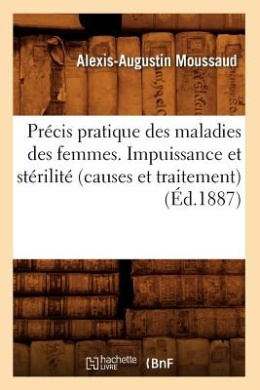 Alexis-Augustin Moussaud
Précis pratique des maladies des femmes. Impuissance et stérilité (causes et traitement) (Éd.1887)
hachette
LIVRE
{BnF